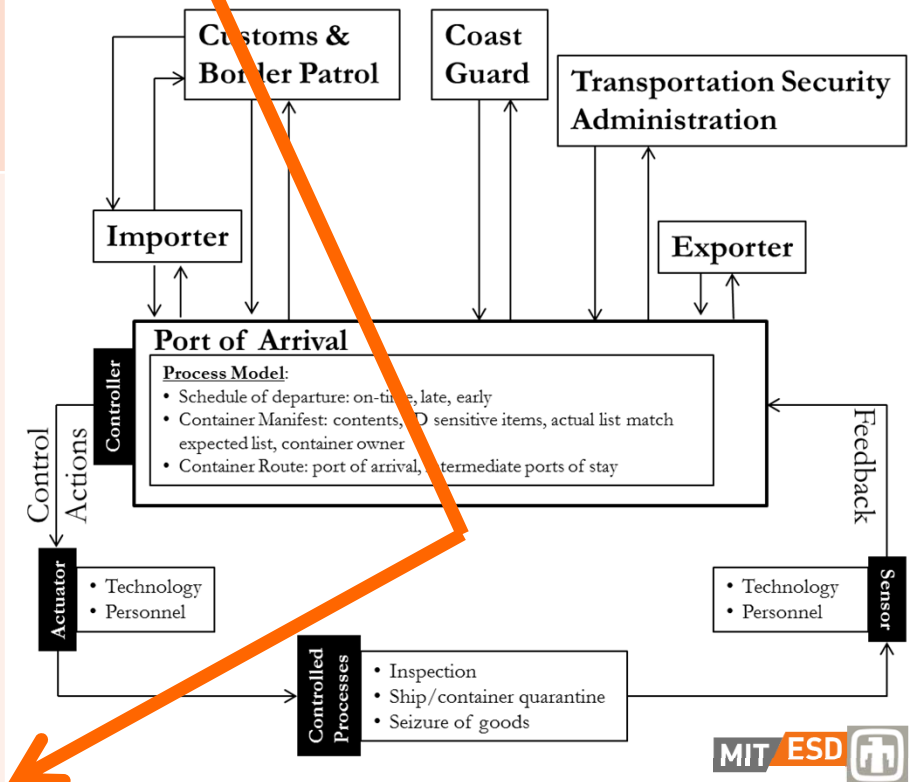 Customs &
Border Patrol
Coast
Guard
Transportation Security
Administration
Importer
Exporter
Port of Arrival
Controller
Process Model:
• Schedule of departure: on-time, late, early
• Container Manifest: contents, D sensitive items, actual list match
expected list, container owner
• Container Route: port of arrival, intermediate ports of stay
Control
Actions
Feedback
Actuator
• Technology
• Personnel
• Technology
• Personnel
Sensor
Controlled
Processes
• Inspection
• Ship/container quarantine
• Seizure of goods
MIT ESD